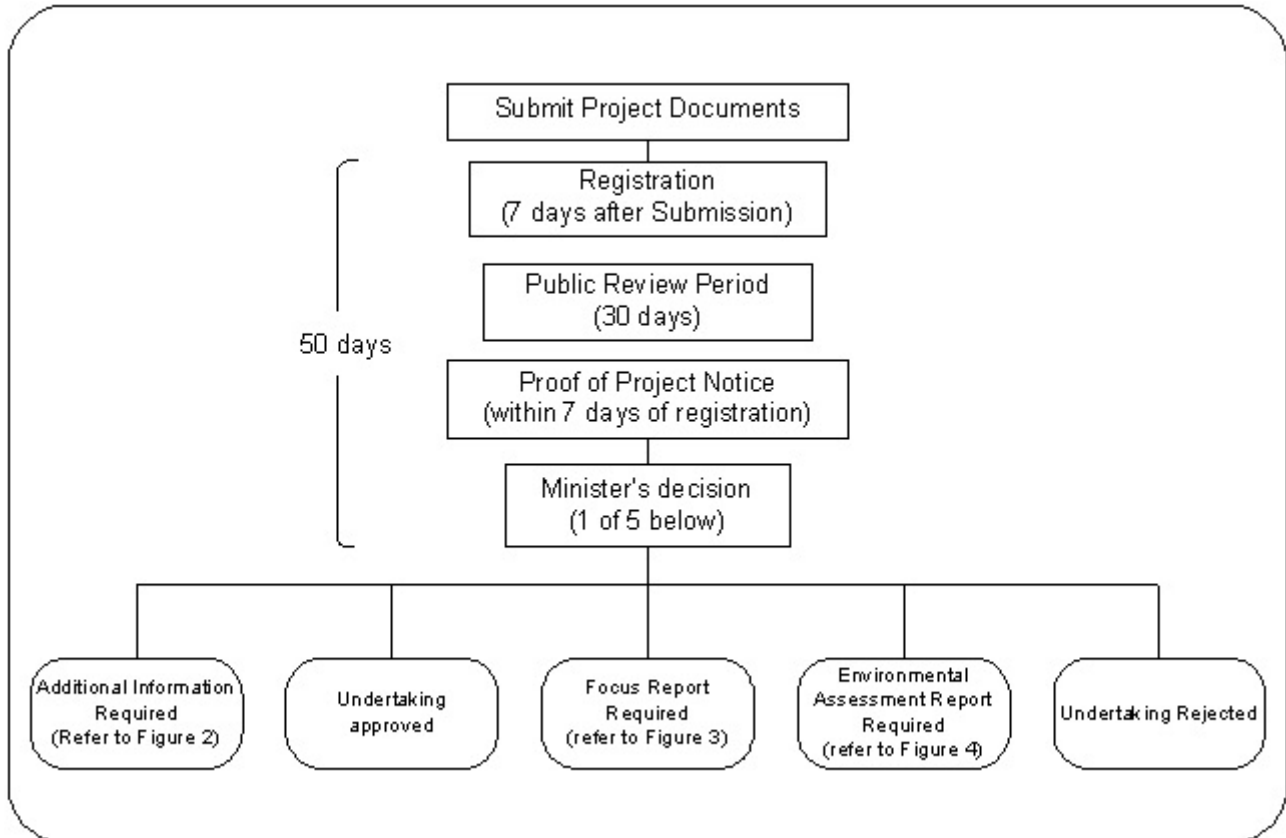 Submit Project Documents
Registration
(7 days after Submission)
Public Review Period
(30 days)
50 days
Proof of Project Notice
(within 7 days of registration)
Minister's decision
(1 of 5 below)
Additional Information
Required
(Refer to Figure 2)
Undertaking
approved
Focus Report
Required
(refer to Figure 3)
Environmental
Assessment Report
Required
(refer to Figure 4)
Undertaking Rejected